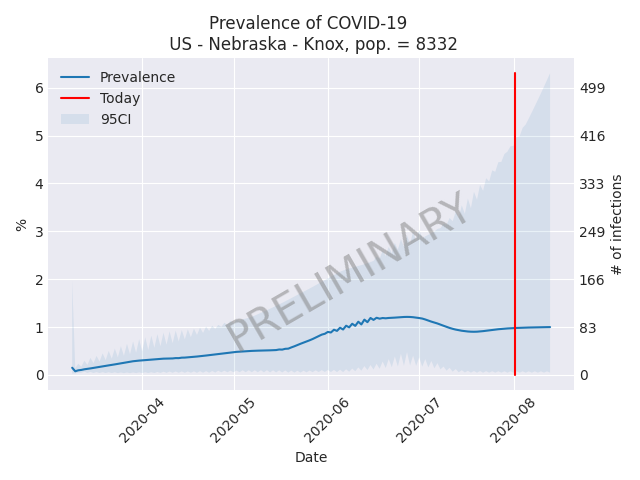 Prevalence of COVID-19
US - Nebraska - Knox, pop. = 8332
Prevalence
Today
95CI
6
5
4
3
2
1
0
%
499
416
333
249
166
83
0
# of infections
PRELIMINARY
2020-04
2020-05
2020-06
2020-07
2020-08
Date